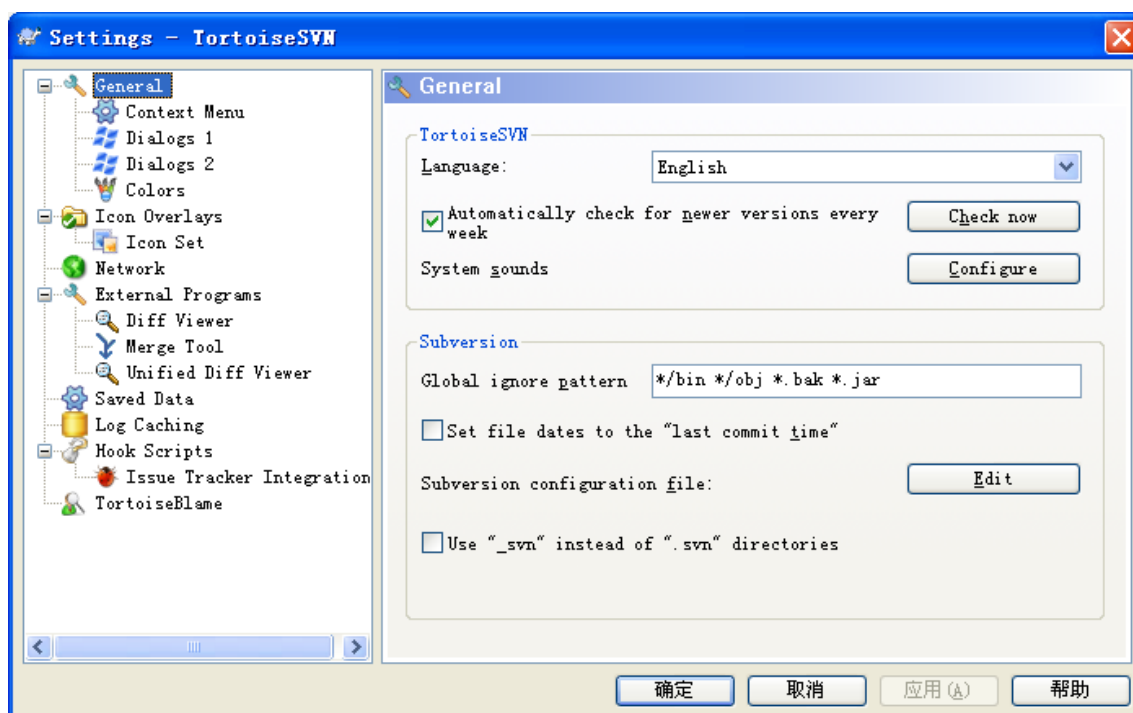 Settings - TortoiseSVN
General
Context Menu
Dialogs 1
Dialogs 2
Colors
Icon Overlays
Icon Set
Network
External Programs
Diff Viewer
Merge Tool
Unified Diff Viewer
Saved Data
Log Caching
Hook Scripts
Issue Tracker Integration
TortoiseBlame
General
TortoiseSVN
Language:
English
Automatically check for newer versions every
week
Check now
System sounds
Configure
Subversion
Global ignore pattern
*/bin */obj *.bak *.jar
Set file dates to the "last commit time"
Subversion configuration file:
Edit
Use "_svn" instead of ".svn" directories
确定
取消
应用(A)
帮助